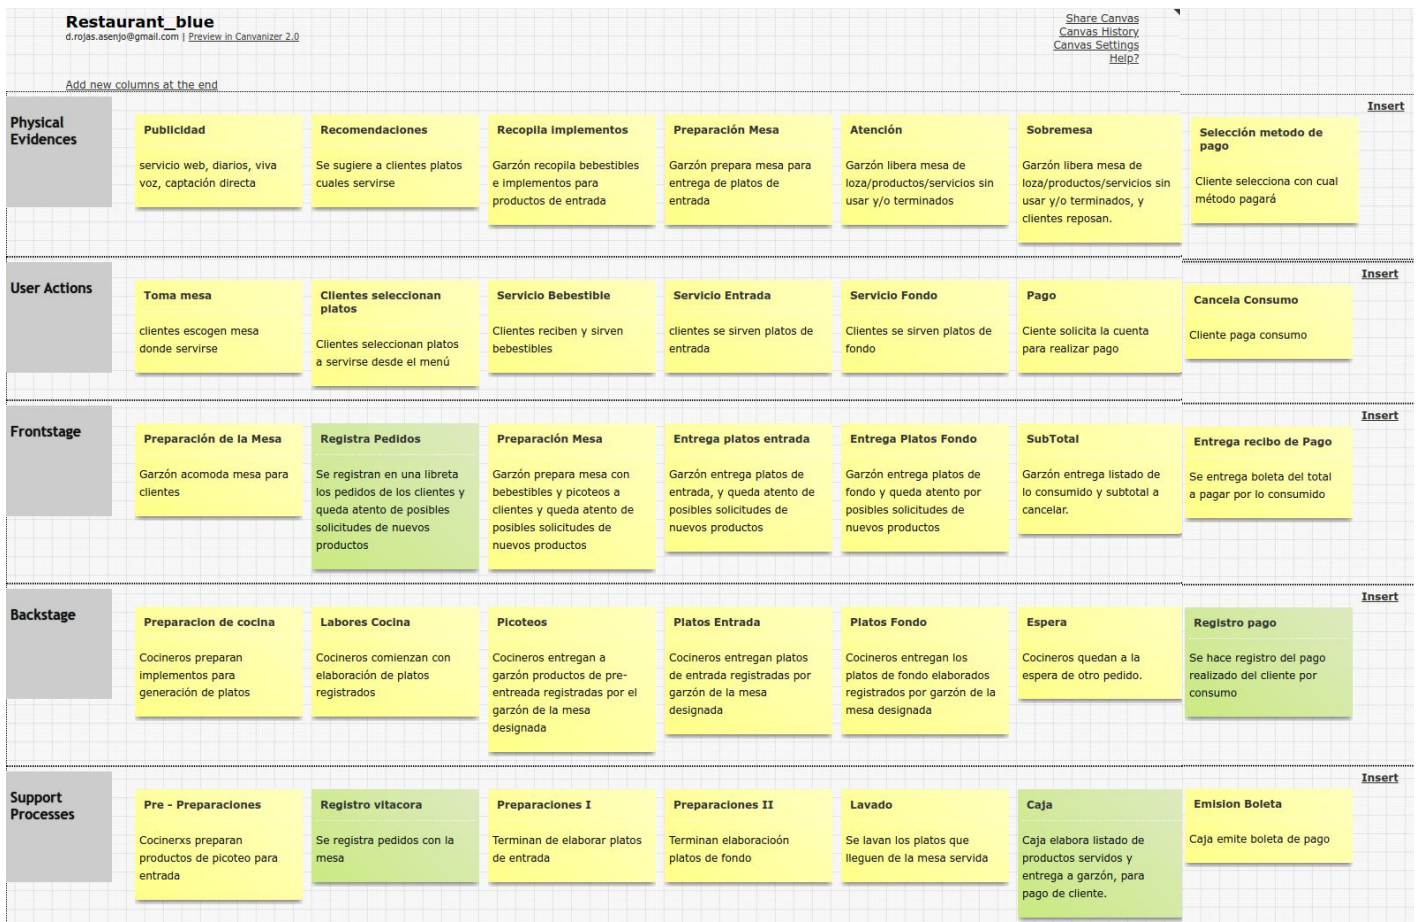 Restaurant_blue
d.rojas.asenjo@gmail.com | Preview in Canvanizer 2.0
Share Canvas
Canvas History
Canvas Settings
Help?
Add new columns at the end
Insert
Physical
Evidences
Publicidad
servicio web, diarios, viva
voz, captación directa
Recomendaciones
Se sugiere a clientes platos
cuales servirse
Recopila implementos
Garzón recopila bebestibles
e implementos para
productos de entrada
Preparación Mesa
Garzón prepara mesa para
entrega de platos de
entrada
Atención
Garzón libera mesa de
loza/productos/servicios sin
usar y/o terminados
Sobremesa
Garzón libera mesa de
loza/productos/servicios sin
usar y/o terminados, y
clientes reposan.
Selección metodo de
pago
Cliente selecciona con cual
método pagará
Insert
User Actions
Toma mesa
clientes escogen mesa
donde servirse
Clientes seleccionan
platos
Clientes seleccionan platos
a servirse desde el menú
Servicio Bebestible
Clientes reciben y sirven
bebestibles
Servicio Entrada
clientes se sirven platos de
entrada
Servicio Fondo
Clientes se sirven platos de
fondo
Pago
Ciente solicita la cuenta
para realizar pago
Cancela Consumo
Cliente paga consumo
Insert
Frontstage
Preparación de la Mesa
Garzón acomoda mesa para
clientes
Registra Pedidos
Se registran en una libreta
los pedidos de los clientes y
queda atento de posibles
solicitudes de nuevos
productos
Preparación Mesa
Garzón prepara mesa con
bebestibles y picoteos a
clientes y queda atento de
posibles solicitudes de
nuevos productos
Entrega platos entrada
Garzón entrega platos de
entrada, y queda atento de
posibles solicitudes de
nuevos productos
Entrega Platos Fondo
Garzón entrega platos de
fondo y queda atento por
posibles solicitudes de
nuevos productos
SubTotal
Garzón entrega listado de
lo consumido y subtotal a
cancelar.
Entrega recibo de Pago
Se entrega boleta del total
a pagar por lo consumido
Insert
Backstage
Preparacion de cocina
Cocineros preparan
implementos para
generación de platos
Labores Cocina
Cocineros comienzan con
elaboración de platos
registrados
Picoteos
Cocineros entregan a
garzón productos de pre-
entreada registradas por el
garzón de la mesa
designada
Platos Entrada
Cocineros entregan platos
de entrada registradas por
garzón de la mesa
designada
Platos Fondo
Cocineros entregan los
platos de fondo elaborados
registrados por garzón de la
mesa designada
Espera
Cocineros quedan a la
espera de otro pedido.
Registro pago
Se hace registro del pago
realizado del cliente por
consumo
Insert
Support
Processes
Pre - Preparaciones
Cocinerxs preparan
productos de picoteo para
entrada
Registro vitacora
Se registra pedidos con la
mesa
Preparaciones I
Terminan de elaborar platos
de entrada
Preparaciones II
Terminan elaboracioón
platos de fondo
Lavado
Se lavan los platos que
lleguen de la mesa servida
Caja
Caja elabora listado de
productos servidos y
entrega a garzón, para
pago de cliente.
Emision Boleta
Caja emite boleta de pago